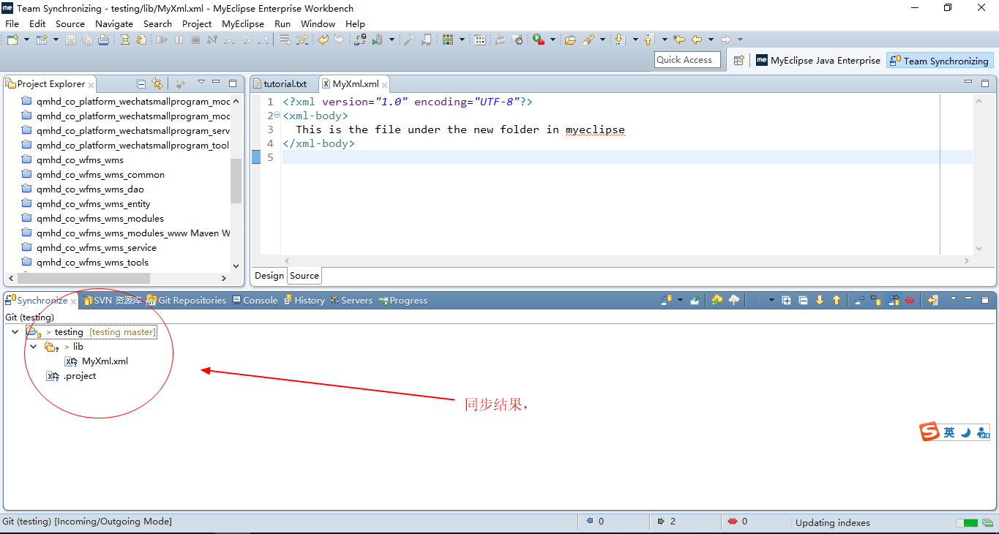 me Team Synchronizing - testing/lib/MyXml.xml - MyEclipse Enterprise Workbench
File Edit Source Navigate Search Project MyEclipse Run Window Help
Quick Access me MyEclipse Java Enterprise Team Synchronizing
Project Explorer
qmhd_co_platform_wechatsmallprogram_moc
qmhd_co_platform_wechatsmallprogram_moc
qmhd_co_platform_wechatsmallprogram_serv
qmhd_co_platform_wechatsmallprogram_tool
qmhd_co_wfms_wms
qmhd_co_wfms_wms_common
qmhd_co_wfms_wms_dao
qmhd_co_wfms_wms_entity
qmhd_co_wfms_wms_modules
qmhd_co_wfms_wms_modules_www Maven W
qmhd_co_wfms_wms_service
qmhd_co_wfms_wms_tools
tutorial.txt MyXml.xml
1 <?xml version="1.0" encoding="UTF-8"?>
2 <xml-body>
3 This is the file under the new folder in myeclipse
4 </xml-body>
5
Design Source
Synchronize SVN 资源库 Git Repositories Console History Servers Progress
Git (testing)
> testing [testing master]
> lib
MyXml.xml
.project
同步结果，
S 英
Git (testing) [Incoming/Outgoing Mode] 0 2 0 Updating indexes